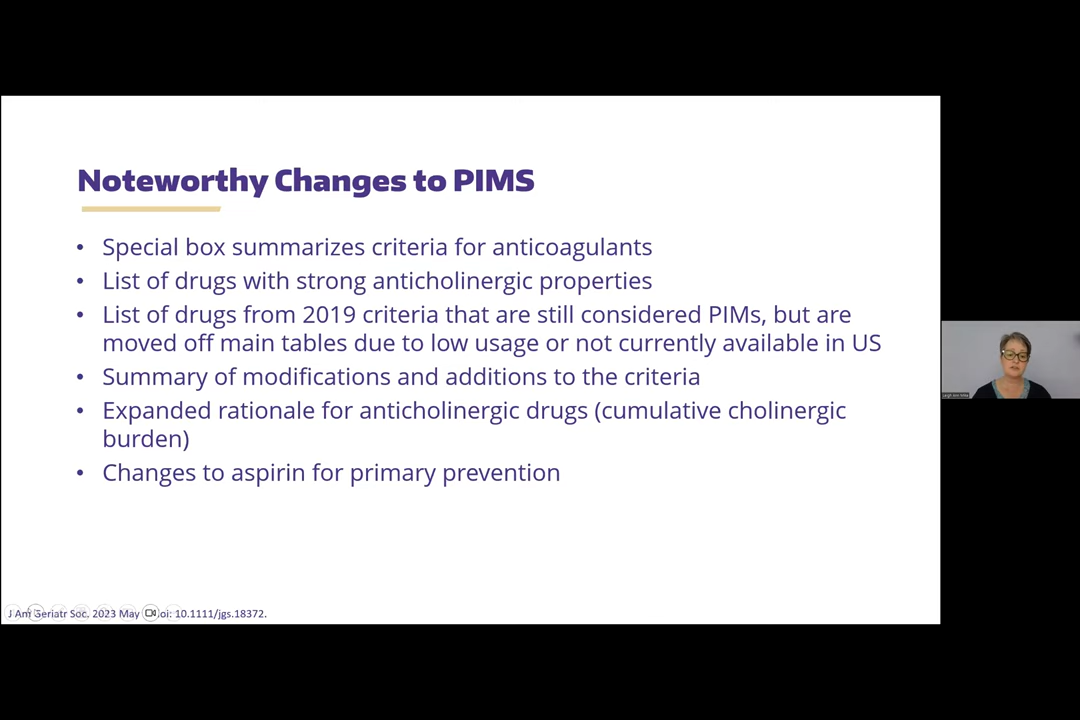 Noteworthy Changes to PIMS
• Special box summarizes criteria for anticoagulants
• List of drugs with strong anticholinergic properties
• List of drugs from 2019 criteria that are still considered PIMs, but are
moved off main tables due to low usage or not currently available in US
• Summary of modifications and additions to the criteria
• Expanded rationale for anticholinergic drugs (cumulative cholinergic
burden)
• Changes to aspirin for primary prevention
J Am Geriatr Soc. 2023 May oi: 10.1111/jgs.18372.